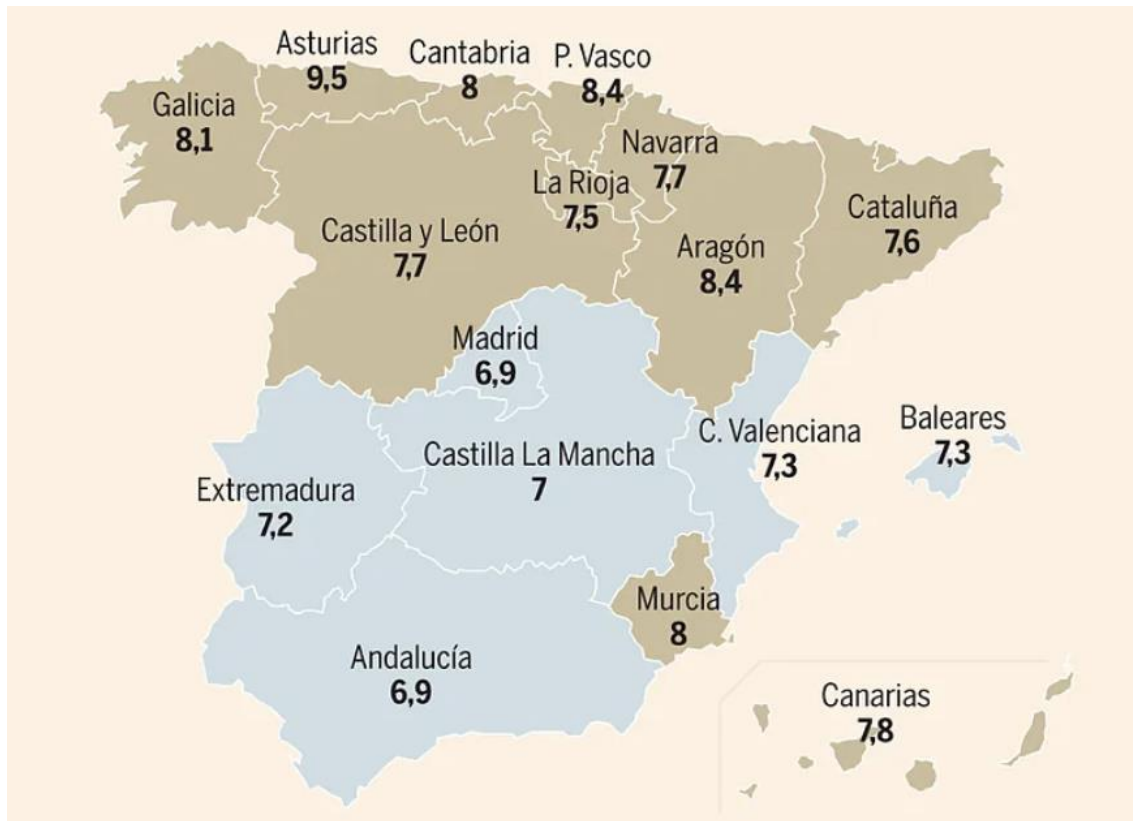 Asturias
9,5
Cantabria
8
P. Vasco
8,4
Galicia
8,1
Navarra
7,7
La Rioja
7,5
Castilla y León
7,7
Aragón
8,4
Cataluña
7,6
Madrid
6,9
Castilla La Mancha
7
C. Valenciana
7,3
Baleares
7,3
Extremadura
7,2
Murcia
8
Andalucía
6,9
Canarias
7,8